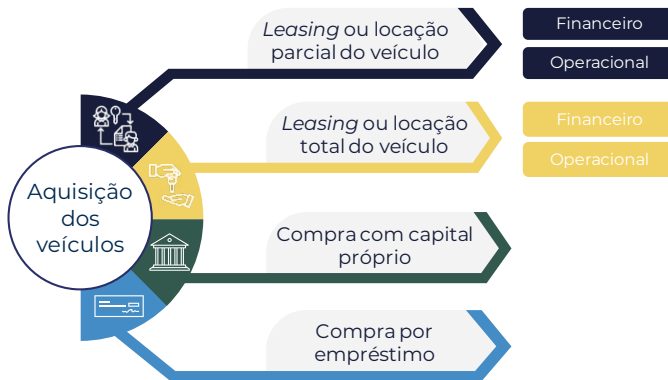 Aquisição
dos
veículos
Leasing ou locação
parcial do veículo
Financeiro
Operacional
Leasing ou locação
total do veículo
Financeiro
Operacional
Compra com capital
próprio
Compra por
empréstimo